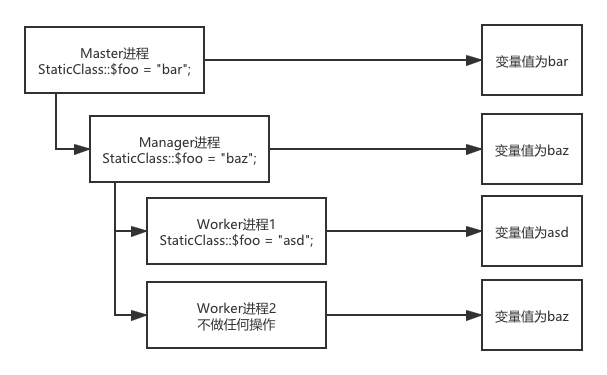 Master进程
StaticClass::$foo = "bar";
变量值为bar
Manager进程
StaticClass::$foo = "baz";
变量值为baz
Worker进程1
StaticClass::$foo = "asd";
变量值为asd
Worker进程2
不做任何操作
变量值为baz